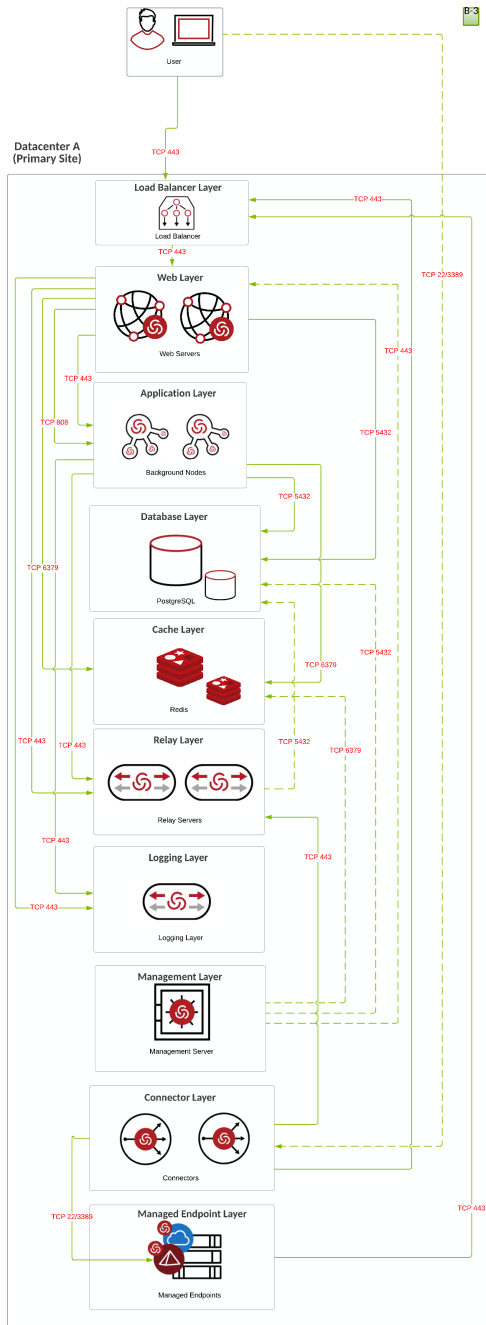 B-3
User
Datacenter A
(Primary Site)
TCP 443
Load Balancer Layer
Load Balancer
TCP 443
TCP 443
Web Layer
Web Servers
TCP 22/3389
TCP 443
TCP 443
Application Layer
Background Nodes
TCP 808
TCP 5432
TCP 5432
Database Layer
PostgreSQL
TCP 6379
Cache Layer
Redis
TCP 5432
TCP 6379
Relay Layer
Relay Servers
TCP 443
TCP 443
TCP 5432
TCP 6379
TCP 443
Logging Layer
Logging Layer
TCP 443
TCP 443
Management Layer
Management Server
Connector Layer
Connectors
TCP 22/3389
TCP 443
Managed Endpoint Layer
Managed Endpoints